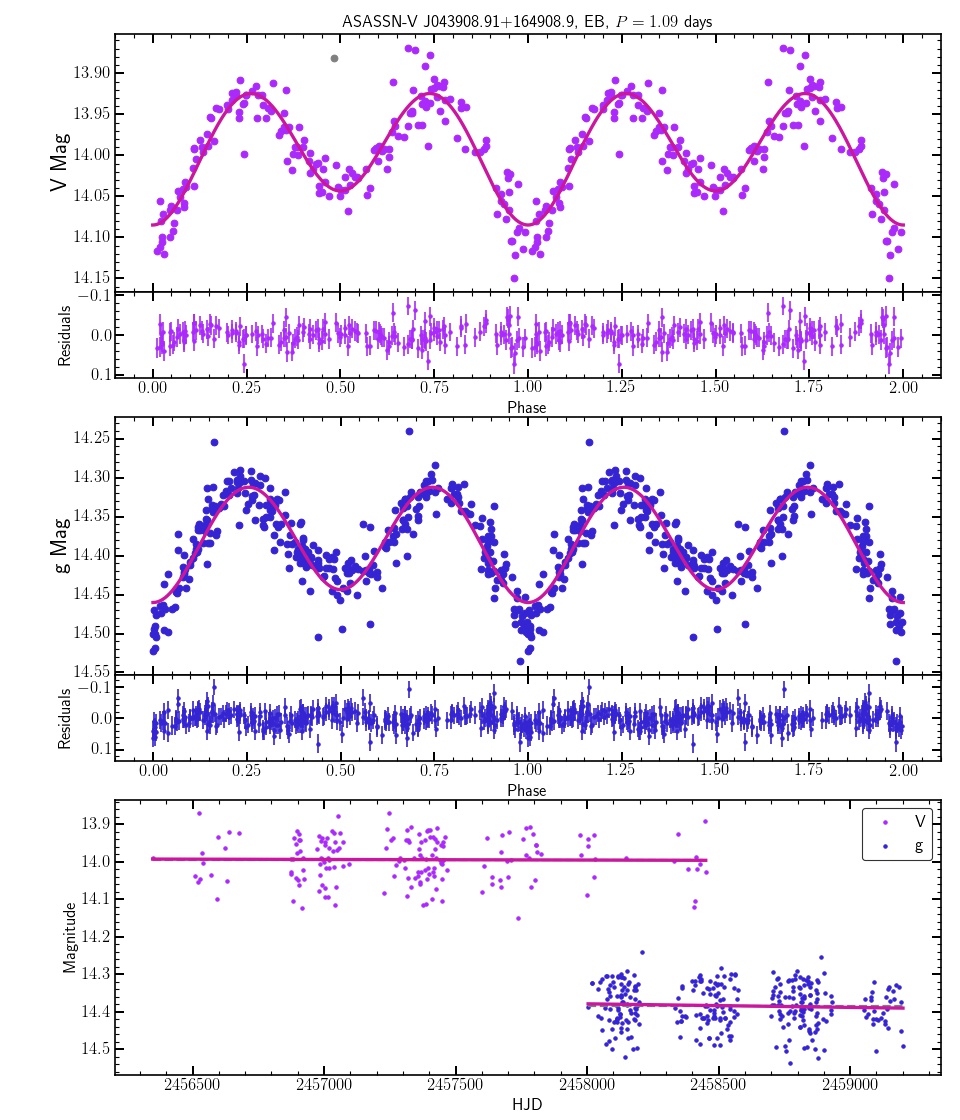 ASASSN-V J043908.91+164908.9, EB, P = 1.09 days
13.90
13.95
14.00
14.05
14.10
14.15
V Mag
−0.1
0.0
0.1
Residuals
0.00 0.25 0.50 0.75 1.00 1.25 1.50 1.75 2.00
Phase
14.25
14.30
14.35
14.40
14.45
14.50
14.55
g Mag
−0.1
0.0
0.1
Residuals
0.00 0.25 0.50 0.75 1.00 1.25 1.50 1.75 2.00
Phase
V
g
13.9
14.0
14.1
14.2
14.3
14.4
14.5
Magnitude
2456500 2457000 2457500 2458000 2458500 2459000
HJD